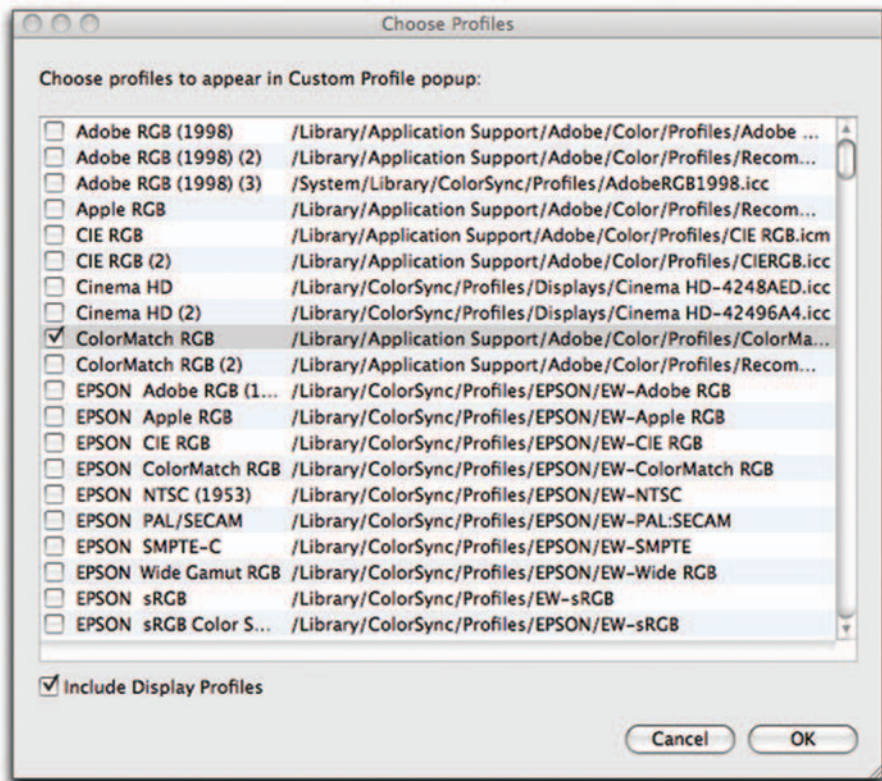 Choose Profiles
Choose profiles to appear in Custom Profile popup:
Adobe RGB (1998) /Library/Application Support/Adobe/Color/Profiles/Adobe ...
Adobe RGB (1998) (2) /Library/Application Support/Adobe/Color/Profiles/Recom...
Adobe RGB (1998) (3) /System/Library/ColorSync/Profiles/AdobeRGB1998.icc
Apple RGB /Library/Application Support/Adobe/Color/Profiles/Recom...
CIE RGB /Library/Application Support/Adobe/Color/Profiles/CIE RGB.icm
CIE RGB (2) /Library/Application Support/Adobe/Color/Profiles/CIERGB.icc
Cinema HD /Library/ColorSync/Profiles/Displays/Cinema HD-4248AED.icc
Cinema HD (2) /Library/ColorSync/Profiles/Displays/Cinema HD-42496A4.icc
ColorMatch RGB /Library/Application Support/Adobe/Color/Profiles/ColorMa...
ColorMatch RGB (2) /Library/Application Support/Adobe/Color/Profiles/Recom...
EPSON Adobe RGB (1... /Library/ColorSync/Profiles/EPSON/EW-Adobe RGB
EPSON Apple RGB /Library/ColorSync/Profiles/EPSON/EW-Apple RGB
EPSON CIE RGB /Library/ColorSync/Profiles/EPSON/EW-CIE RGB
EPSON ColorMatch RGB /Library/ColorSync/Profiles/EPSON/EW-ColorMatch RGB
EPSON NTSC (1953) /Library/ColorSync/Profiles/EPSON/EW-NTSC
EPSON PAL/SECAM /Library/ColorSync/Profiles/EPSON/EW-PAL:SECAM
EPSON SMPTE-C /Library/ColorSync/Profiles/EPSON/EW-SMPTE
EPSON Wide Gamut RGB /Library/ColorSync/Profiles/EPSON/EW-Wide RGB
EPSON sRGB /Library/ColorSync/Profiles/EW-sRGB
EPSON sRGB Color S... /Library/ColorSync/Profiles/EPSON/EW-sRGB
Include Display Profiles
Cancel OK